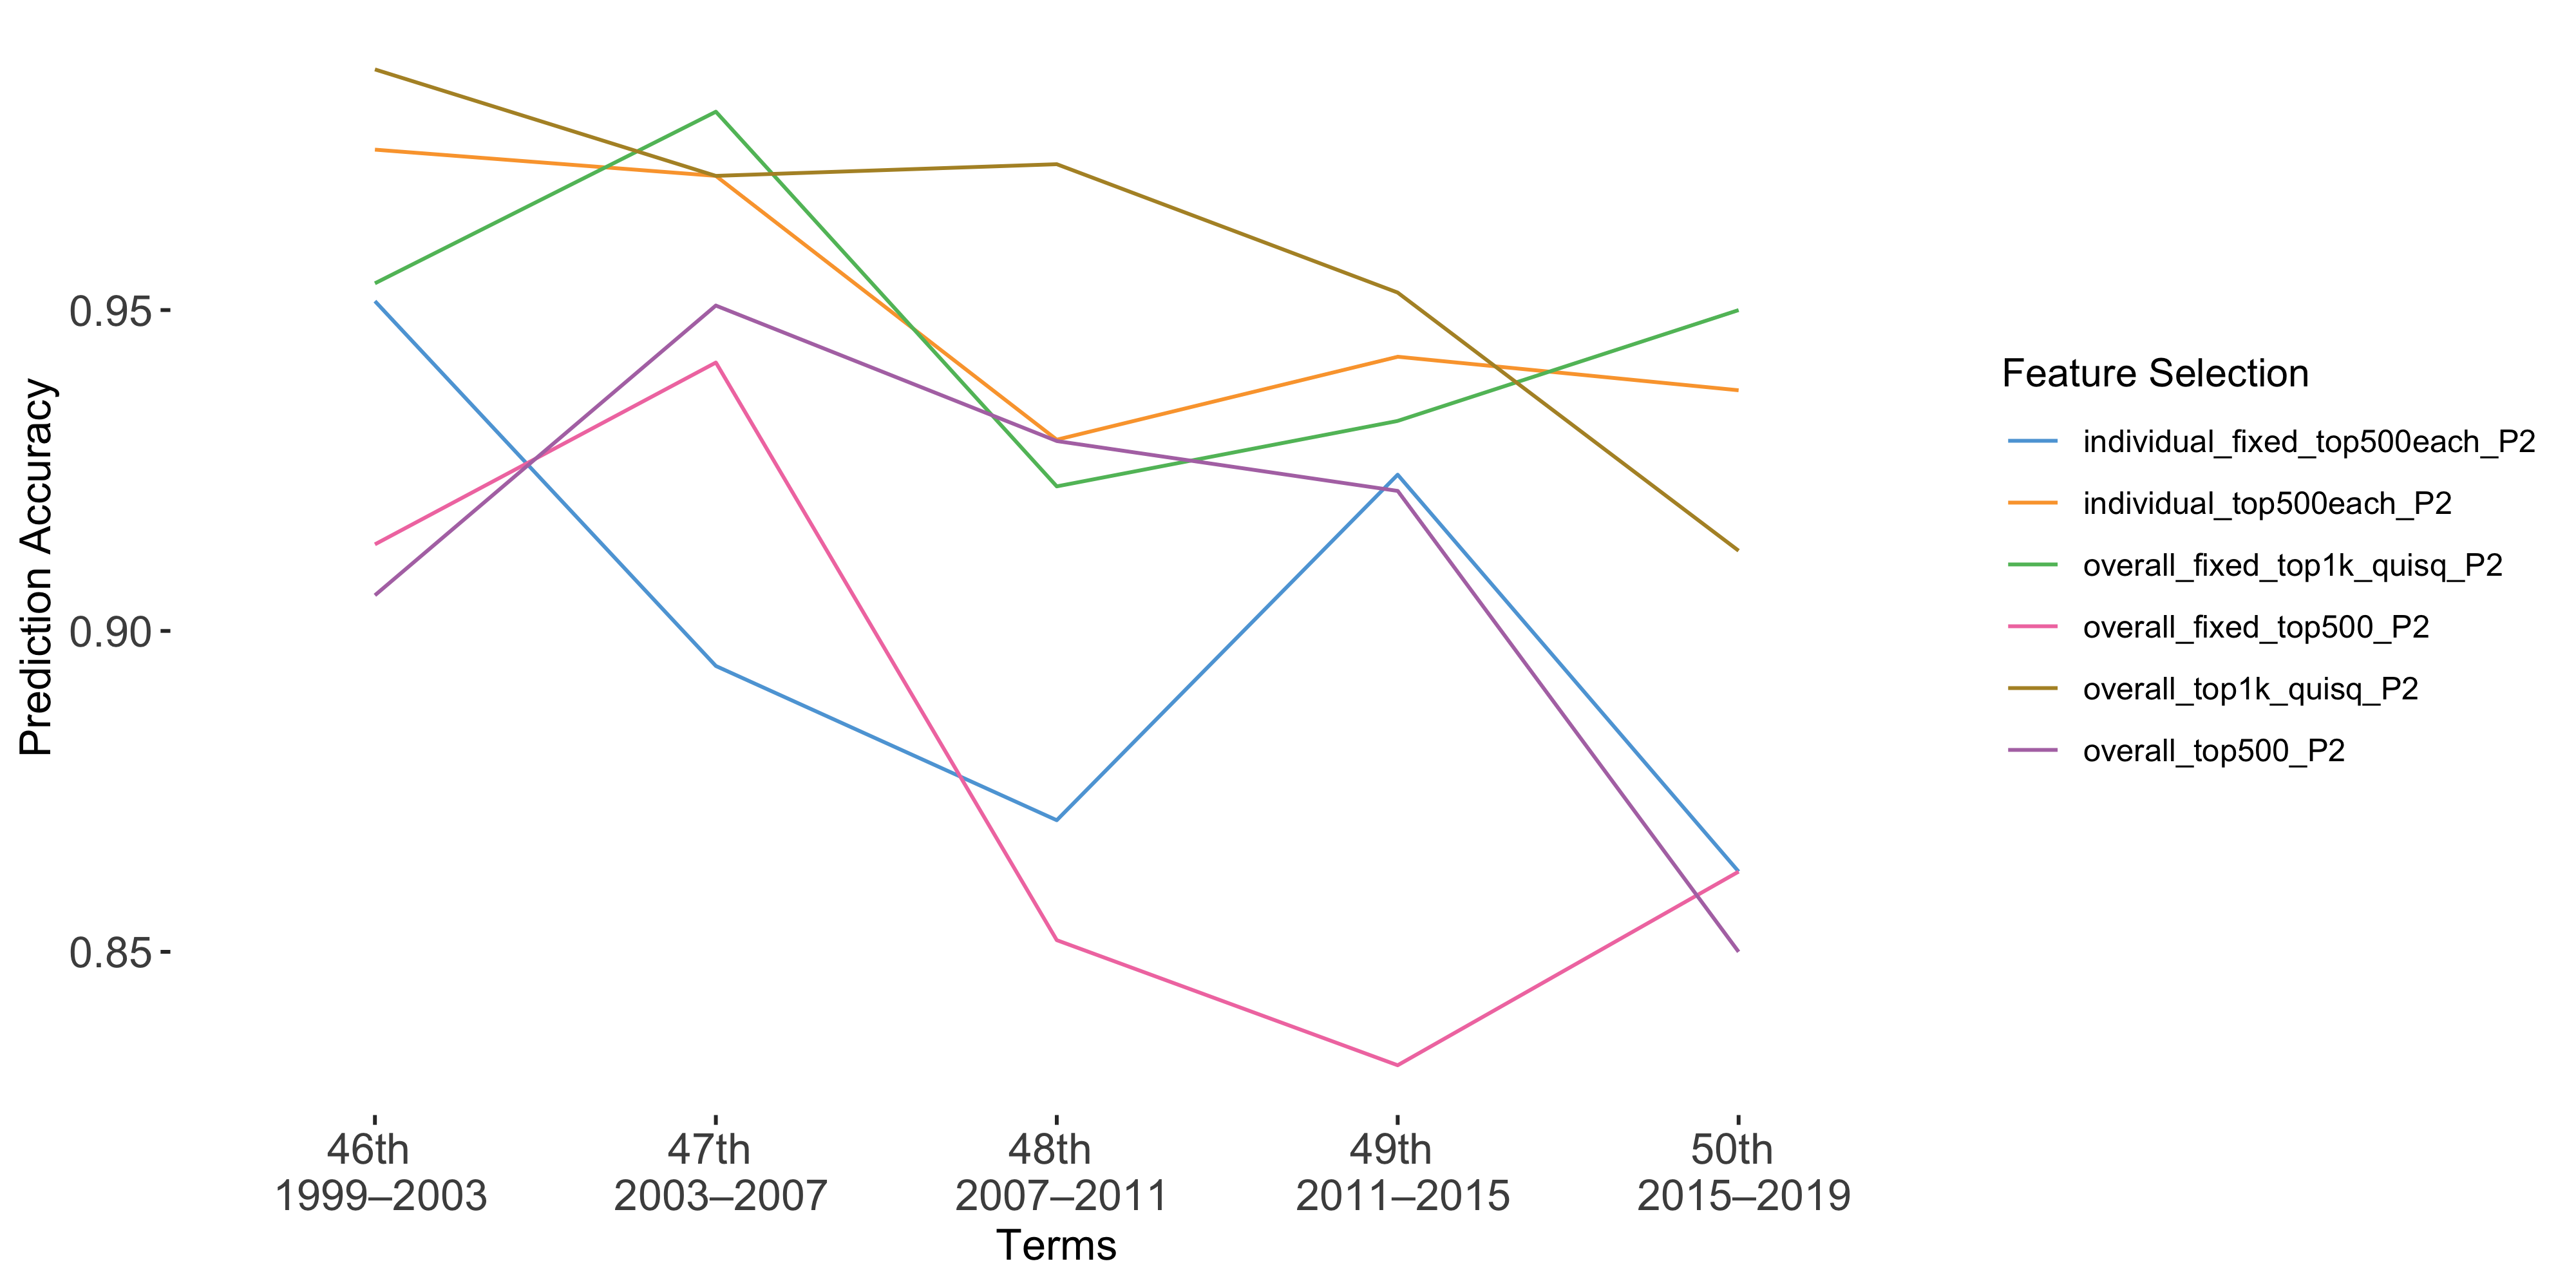 Prediction Accuracy
0.95
0.90
0.85
46th
1999–2003
47th
2003–2007
48th
2007–2011
49th
2011–2015
50th
2015–2019
Terms
Feature Selection
individual_fixed_top500each_P2
individual_top500each_P2
overall_fixed_top1k_quisq_P2
overall_fixed_top500_P2
overall_top1k_quisq_P2
overall_top500_P2